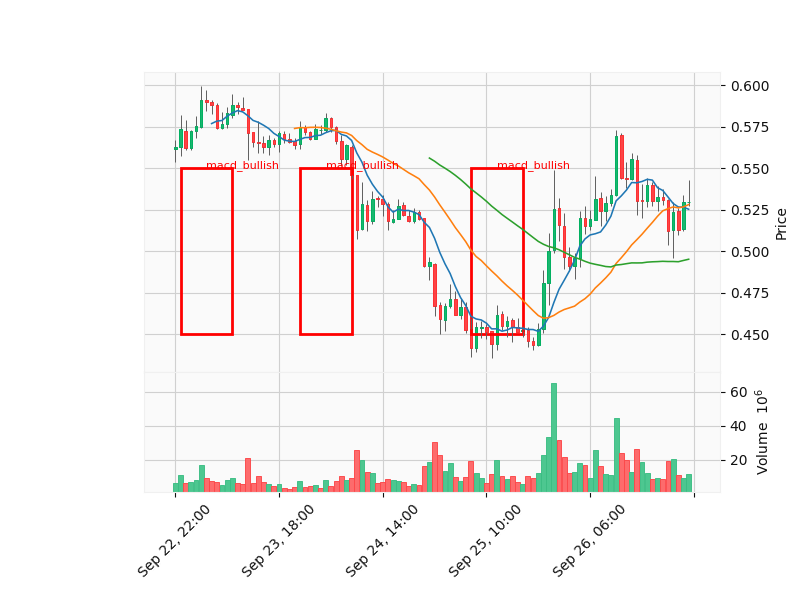 0.600
0.575
macd_bullish macd_bullish macd_bullish
0.550
0.525
0.500
0.475
0.450
Price
60
40
20
Volume 10^6
Sep 22, 22:00
Sep 23, 18:00
Sep 24, 14:00
Sep 25, 10:00
Sep 26, 06:00